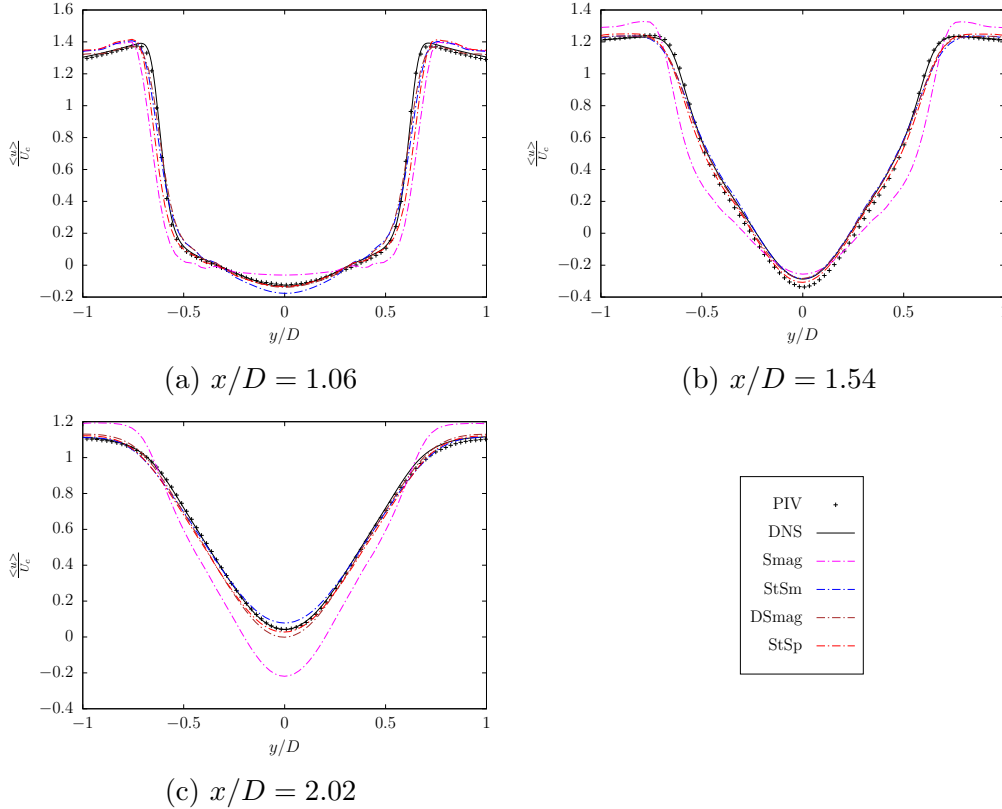 1.6
1.4
1.2
1
0.8
0.6
0.4
0.2
0
−0.2
−1 −0.5 0 0.5 1
<u>/U_c
y/D
(a) x/D = 1.06
1.4
1.2
1
0.8
0.6
0.4
0.2
0
−0.2
−0.4
−1 −0.5 0 0.5 1
<u>/U_c
y/D
(b) x/D = 1.54
1.2
1
0.8
0.6
0.4
0.2
0
−0.2
−0.4
−1 −0.5 0 0.5 1
<u>/U_c
y/D
(c) x/D = 2.02
PIV
DNS
Smag
StSm
DSmag
StSp